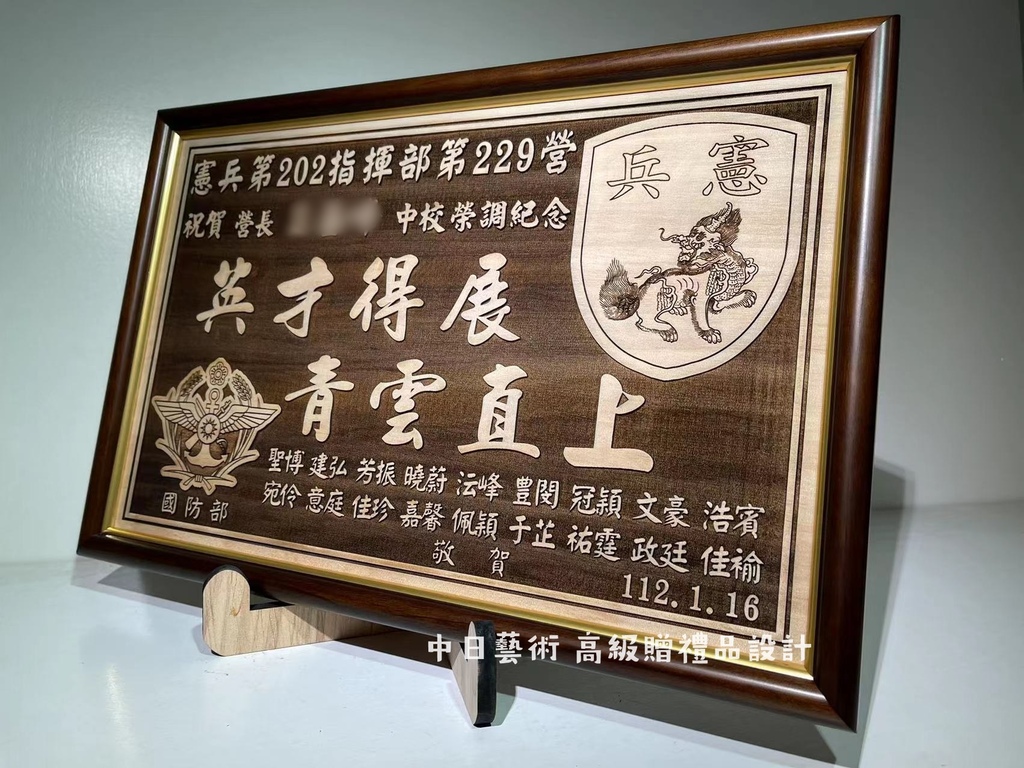 憲兵第202指揮部第229營
祝賀 營長 中校榮調紀念
憲兵
英才得展
青雲直上
國防部
聖博 建弘 芳振 曉蔚 沄峰 豊閔 冠穎 文豪 浩賓
宛伶 意庭 佳珍 嘉馨 佩穎 于芷 祐霆 政廷 佳褕
敬賀
112.1.16
中日藝術 高級贈禮品設計